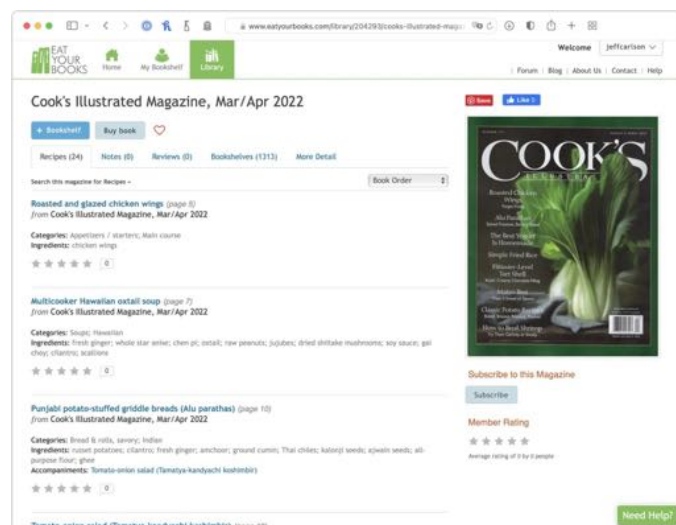 www.eatyourbooks.com/library/204293/cooks-illustrated-maga
EAT
YOUR
BOOKS
Home
My Bookshelf
Library
Welcome
jeffcarlson
Forum | Blog | About Us | Contact | Help
Cook's Illustrated Magazine, Mar/Apr 2022
+ Bookshelf
Buy book
Recipes (24)
Notes (0)
Reviews (0)
Bookshelves (1313)
More Detail
Search this magazine for Recipes
Book Order
Roasted and glazed chicken wings (page 5)
from Cook's Illustrated Magazine, Mar/Apr 2022
Categories: Appetizers / starters; Main course
Ingredients: chicken wings
0
Multicooker Hawaiian oxtail soup (page 7)
from Cook's Illustrated Magazine, Mar/Apr 2022
Categories: Soups; Hawaiian
Ingredients: fresh ginger; whole star anise; chen pi; oxtail; raw peanuts; jujubes; dried shiitake mushrooms; soy sauce; gai
choy; cilantro; scallions
0
Punjabi potato-stuffed griddle breads (Alu parathas) (page 10)
from Cook's Illustrated Magazine, Mar/Apr 2022
Categories: Bread & rolls, savory; Indian
Ingredients: russet potatoes; cilantro; fresh ginger; amchoor; ground cumin; Thai chiles; kalonji seeds; ajwain seeds; all-
purpose flour; ghee
Accompaniments: Tomato-onion salad (Tamatya-kandyachi koshimbir)
0
Save
Like
COOK'S
ILLUSTRATED
Roasted Chicken
Wings
Alu Parathas
The Best Yogurt
Is Homemade
Simple Fried Rice
Tart Shell
Classic Potato Recipes
How to Broil Shrimp
Subscribe to this Magazine
Subscribe
Member Rating
Average rating of 0 by 0 people
Need Help?